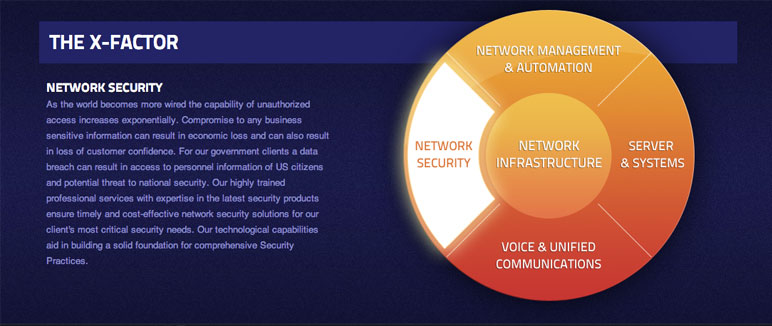 THE X-FACTOR
NETWORK SECURITY
As the world becomes more wired the capability of unauthorized
access increases exponentially. Compromise to any business
sensitive information can result in economic loss and can also result
in loss of customer confidence. For our government clients a data
breach can result in access to personnel information of US citizens
and potential threat to national security. Our highly trained
professional services with expertise in the latest security products
ensure timely and cost-effective network security solutions for our
client's most critical security needs. Our technological capabilities
aid in building a solid foundation for comprehensive Security
Practices.
NETWORK MANAGEMENT
& AUTOMATION
NETWORK
SECURITY
NETWORK
INFRASTRUCTURE
SERVER
& SYSTEMS
VOICE & UNIFIED
COMMUNICATIONS